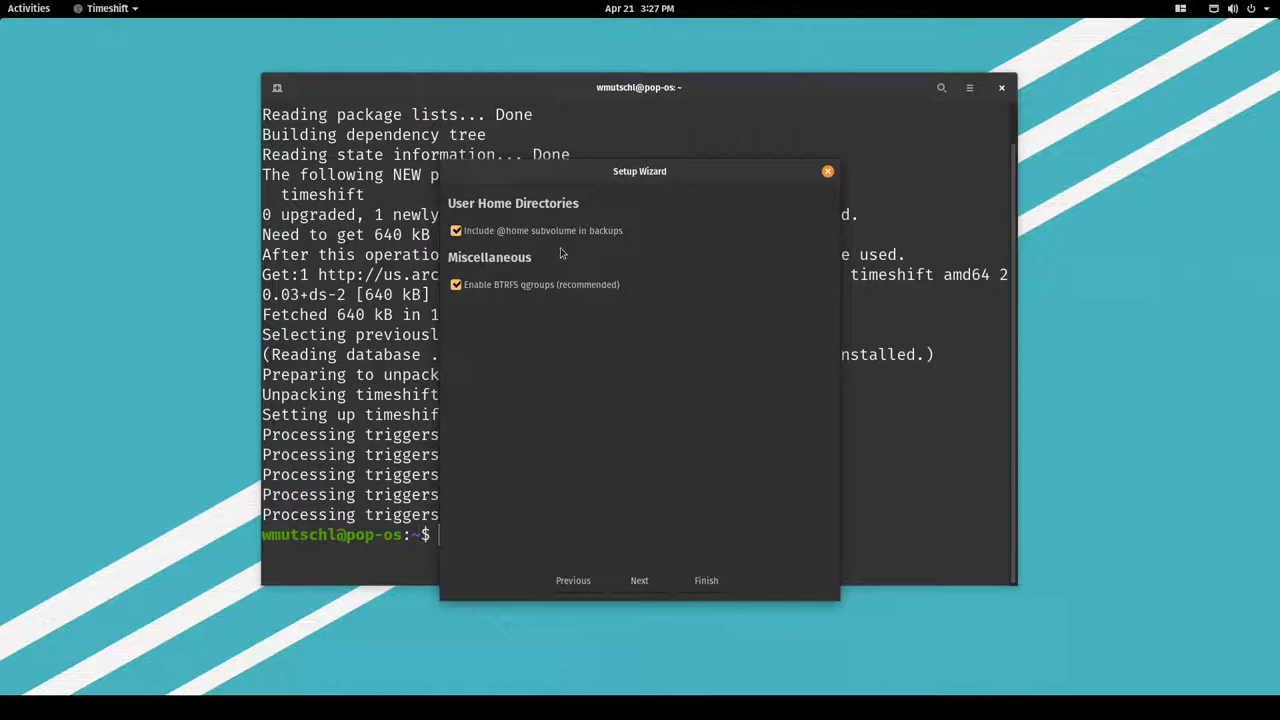 Activities
Timeshift
Apr 21 3:27 PM
wmutschl@pop-os: ~
Reading package lists... Done
Building dependency tree
Reading state information... Done
The following NEW p
timeshift
0 upgraded, 1 newly
d.
Need to get 640 kB
After this operatio
e used.
Get:1 http://us.arc
timeshift amd64 2
0.03+ds-2 [640 kB]
Fetched 640 kB in 1
Selecting previousl
(Reading database .
nstalled.)
Preparing to unpack
Unpacking timeshift
Setting up timeshif
Processing triggers
Processing triggers
Processing triggers
Processing triggers
Processing triggers
wmutschl@pop-os:~$
Setup Wizard
User Home Directories
Include @home subvolume in backups
Miscellaneous
Enable BTRFS qgroups (recommended)
Previous
Next
Finish